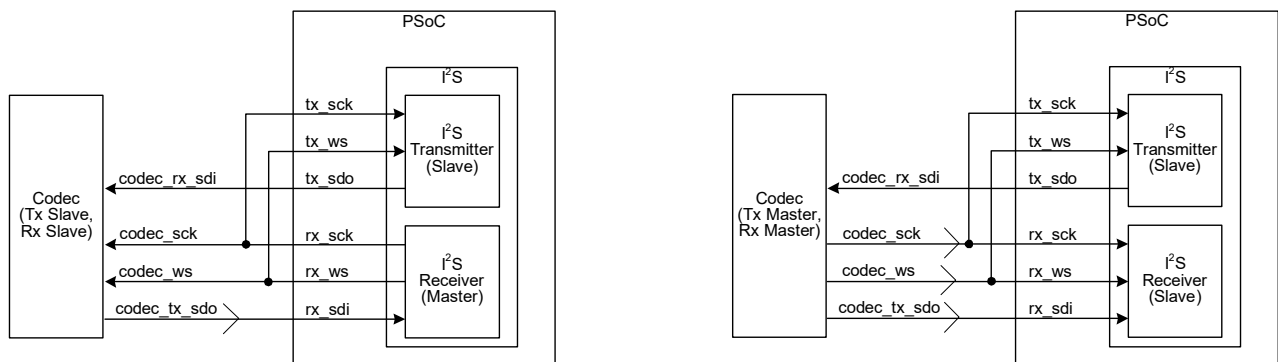 PSoC
I²S
tx_sck
I²S
Transmitter
(Slave)
tx_ws
codec_rx_sdi
tx_sdo
Codec
(Tx Slave,
Rx Slave)
codec_sck
rx_sck
I²S
Receiver
(Master)
codec_ws
rx_ws
codec_tx_sdo
rx_sdi
PSoC
I²S
tx_sck
I²S
Transmitter
(Slave)
tx_ws
codec_rx_sdi
tx_sdo
Codec
(Tx Master,
Rx Master)
codec_sck
rx_sck
I²S
Receiver
(Slave)
codec_ws
rx_ws
codec_tx_sdo
rx_sdi